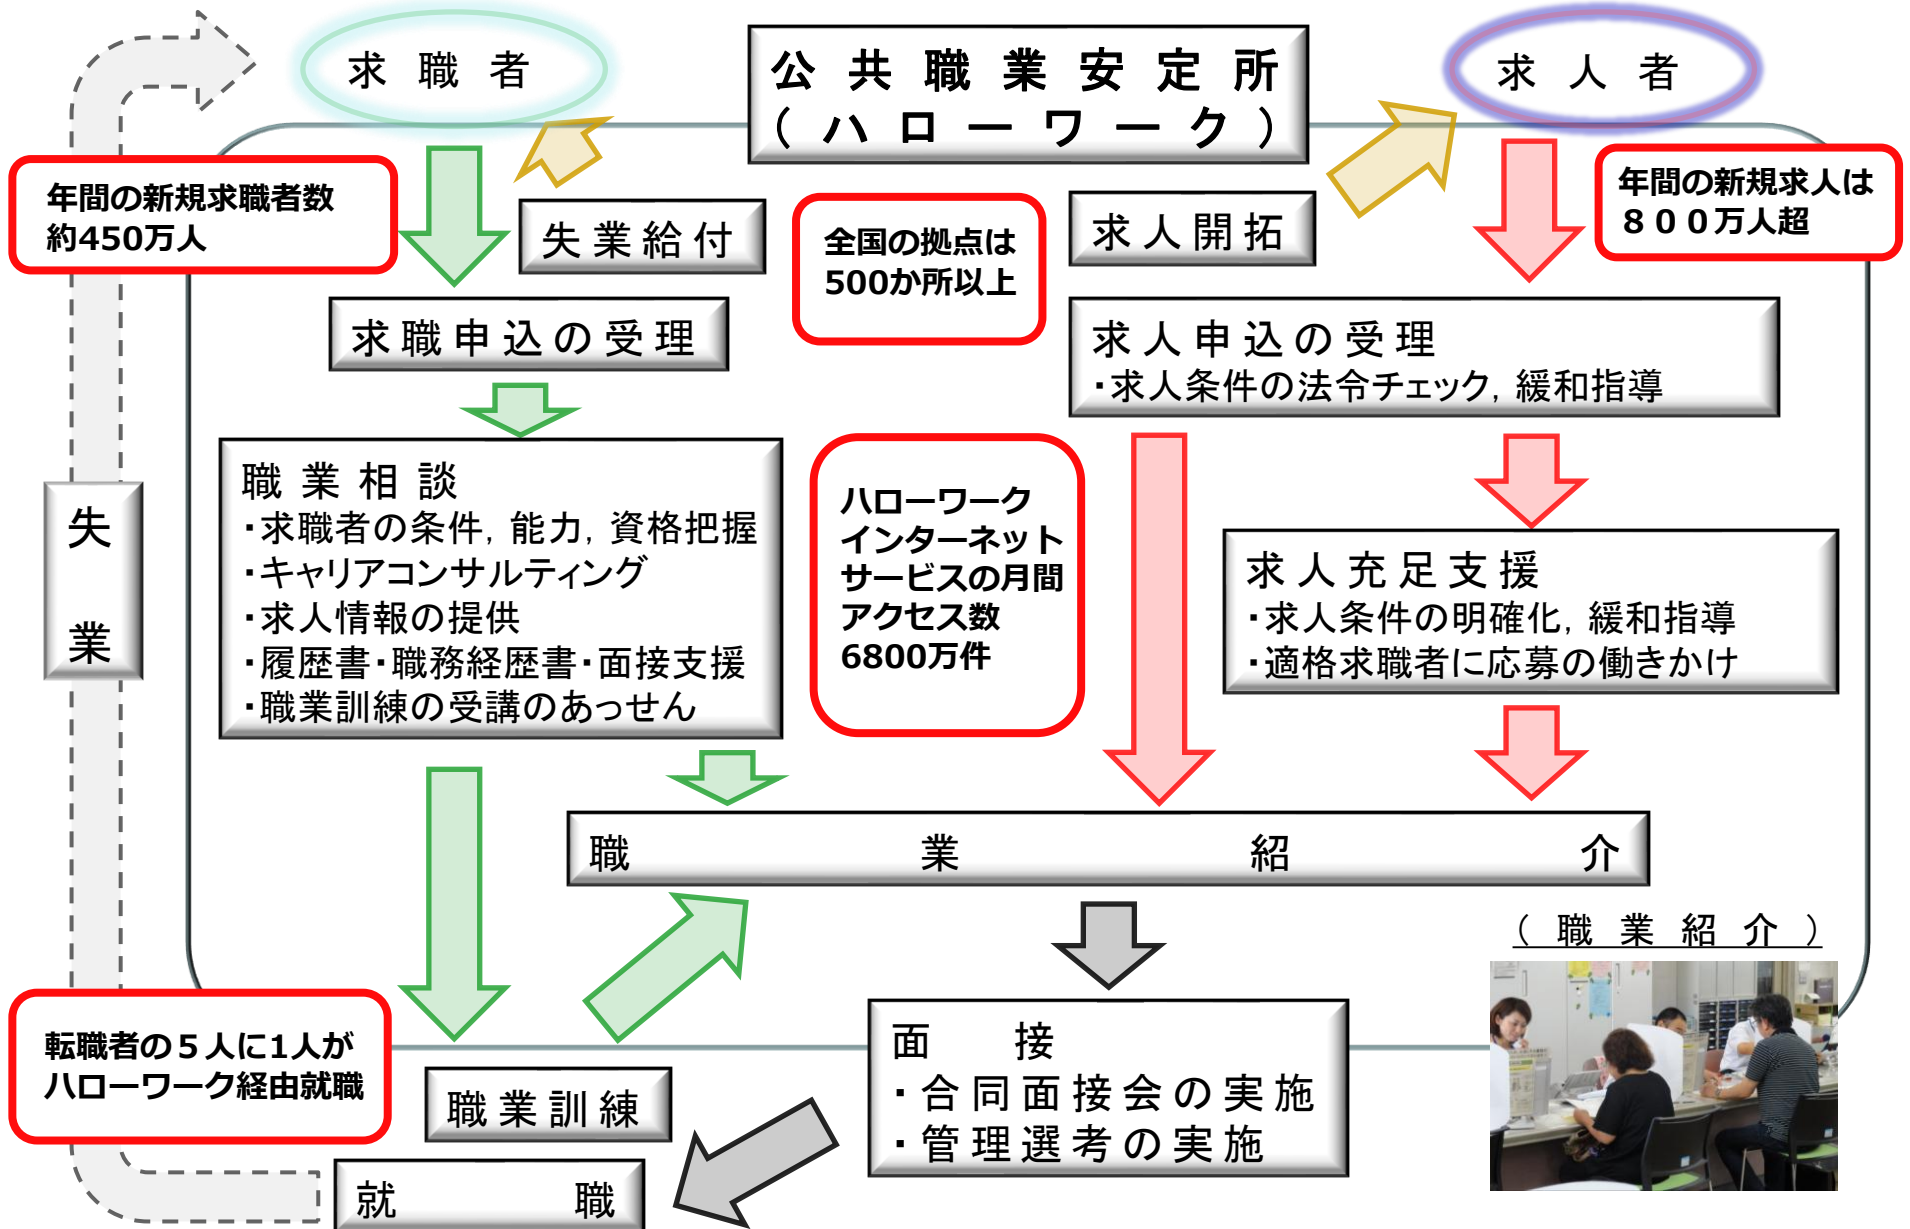 求職者
公共職業安定所
(ハローワーク)
求人者
年間の新規求職者数
約450万人
失業給付
全国の拠点は
500か所以上
求人開拓
年間の新規求人は
800万人超
求職申込の受理
求人申込の受理
・求人条件の法令チェック, 緩和指導
職業相談
・求職者の条件, 能力, 資格把握
・キャリアコンサルティング
・求人情報の提供
・履歴書・職務経歴書・面接支援
・職業訓練の受講のあっせん
ハローワーク
インターネット
サービスの月間
アクセス数
6800万件
求人充足支援
・求人条件の明確化, 緩和指導
・適格求職者に応募の働きかけ
失業
職業紹介
(職業紹介)
転職者の5人に1人が
ハローワーク経由就職
職業訓練
面接
・合同面接会の実施
・管理選考の実施
就職